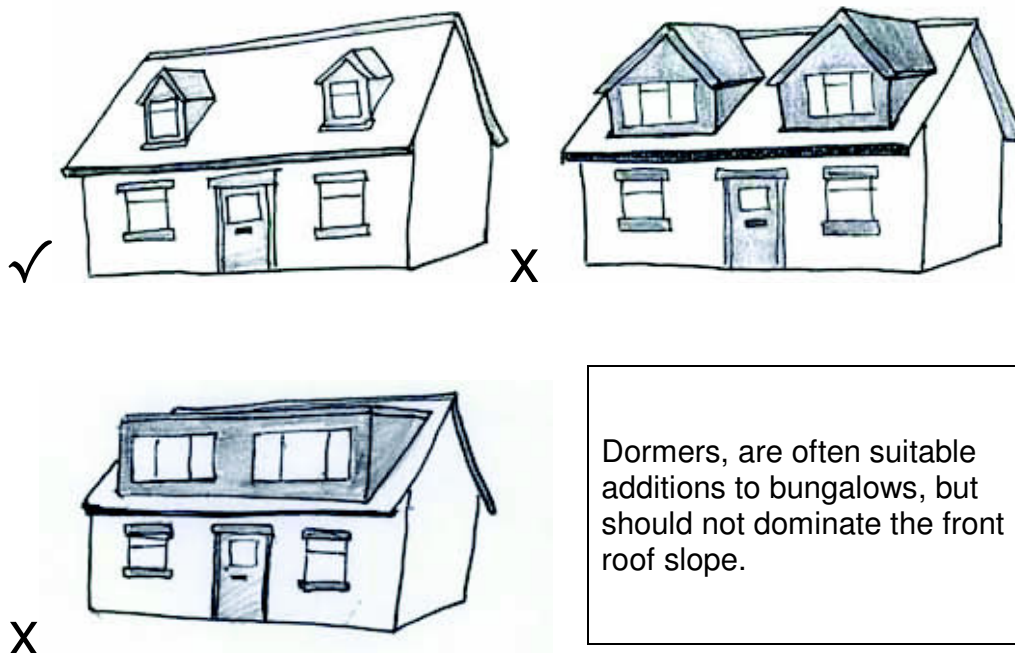 ✓
X
X
Dormers, are often suitable
additions to bungalows, but
should not dominate the front
roof slope.